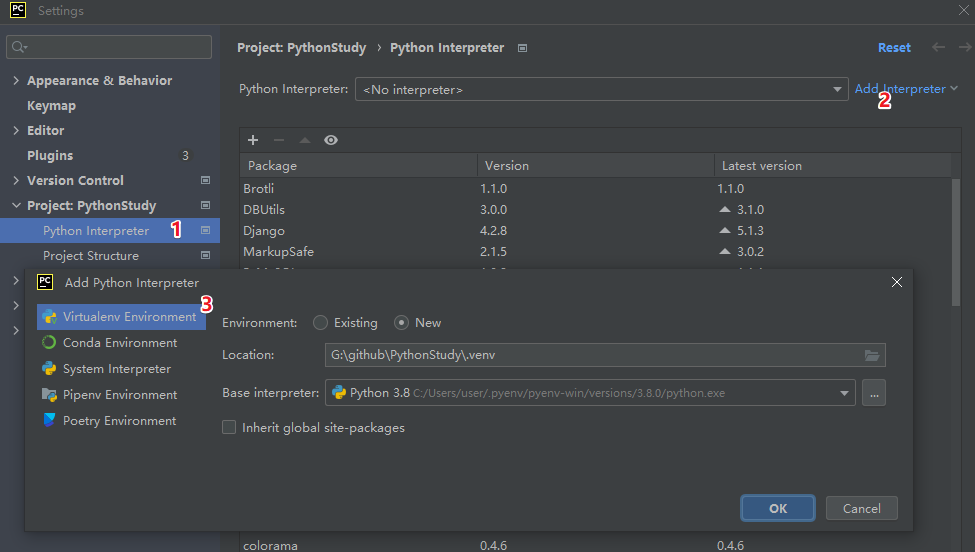 PC Settings
Project: PythonStudy › Python Interpreter Reset
Appearance & Behavior
Python Interpreter: <No interpreter> Add Interpreter
2
Keymap
Editor
Plugins 3
Package Version Latest version
Version Control
Brotli 1.1.0 1.1.0
Project: PythonStudy
DBUtils 3.0.0 3.1.0
Python Interpreter 1
Django 4.2.8 5.1.3
MarkupSafe 2.1.5 3.0.2
Project Structure
PC Add Python Interpreter
3
Virtualenv Environment
Environment: Existing New
Conda Environment
Location: G:\github\PythonStudy\.venv
System Interpreter
Base interpreter: Python 3.8 C:/Users/user/.pyenv/pyenv-win/versions/3.8.0/python.exe ...
Pipenv Environment
Poetry Environment
Inherit global site-packages
OK Cancel
colorama 0.4.6 0.4.6